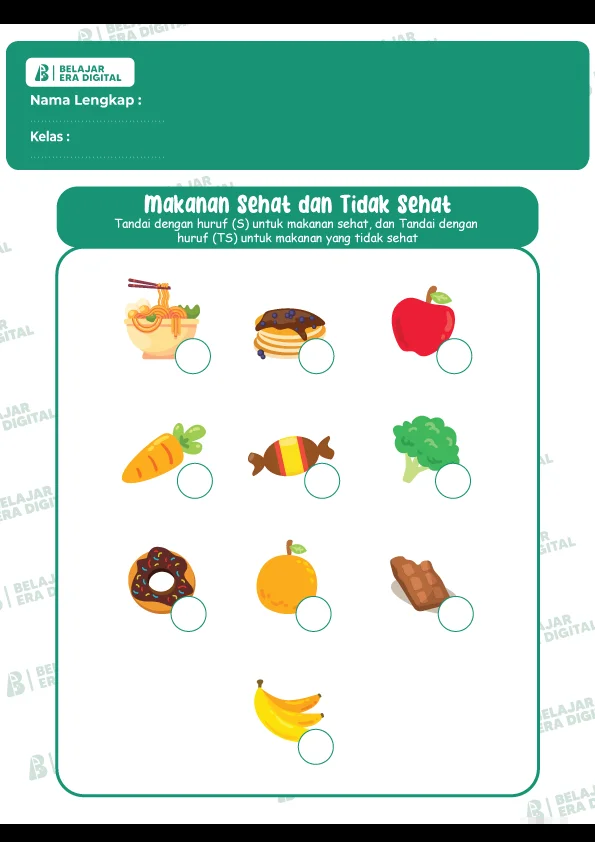 BELAJAR
ERA DIGITAL
Nama Lengkap :
Kelas :
Makanan Sehat dan Tidak Sehat
Tandai dengan huruf (S) untuk makanan sehat, dan Tandai dengan
huruf (TS) untuk makanan yang tidak sehat